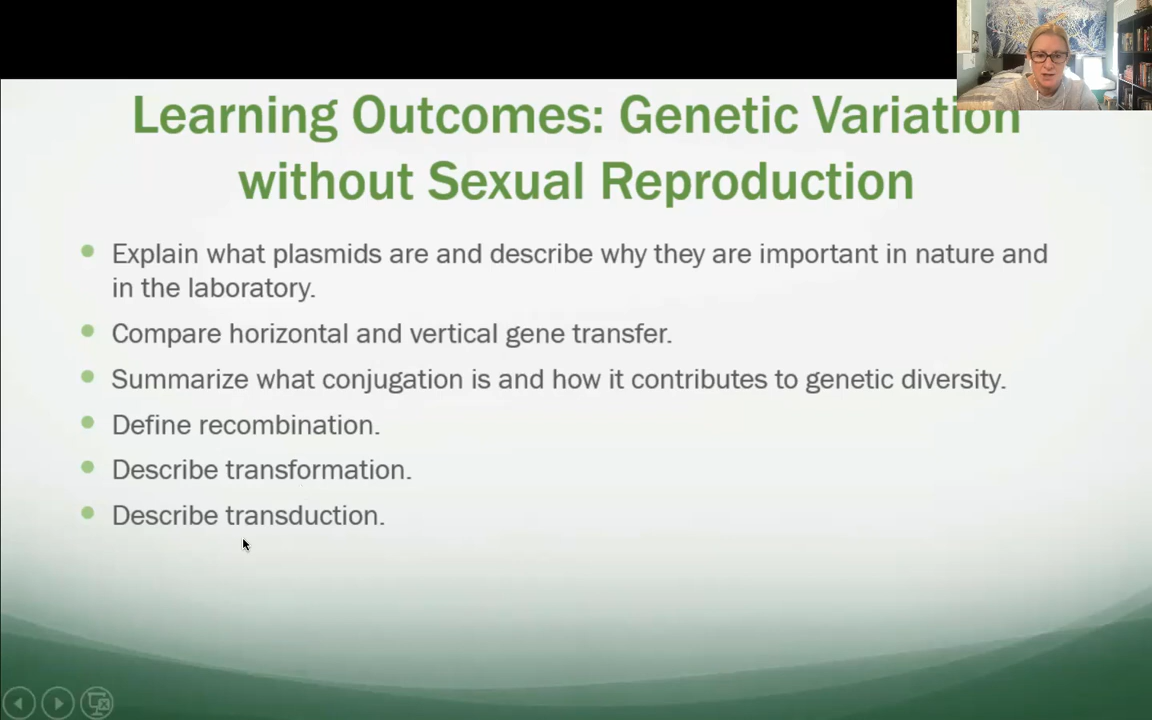 Learning Outcomes: Genetic Variation
without Sexual Reproduction
Explain what plasmids are and describe why they are important in nature and
in the laboratory.
Compare horizontal and vertical gene transfer.
Summarize what conjugation is and how it contributes to genetic diversity.
Define recombination.
Describe transformation.
Describe transduction.